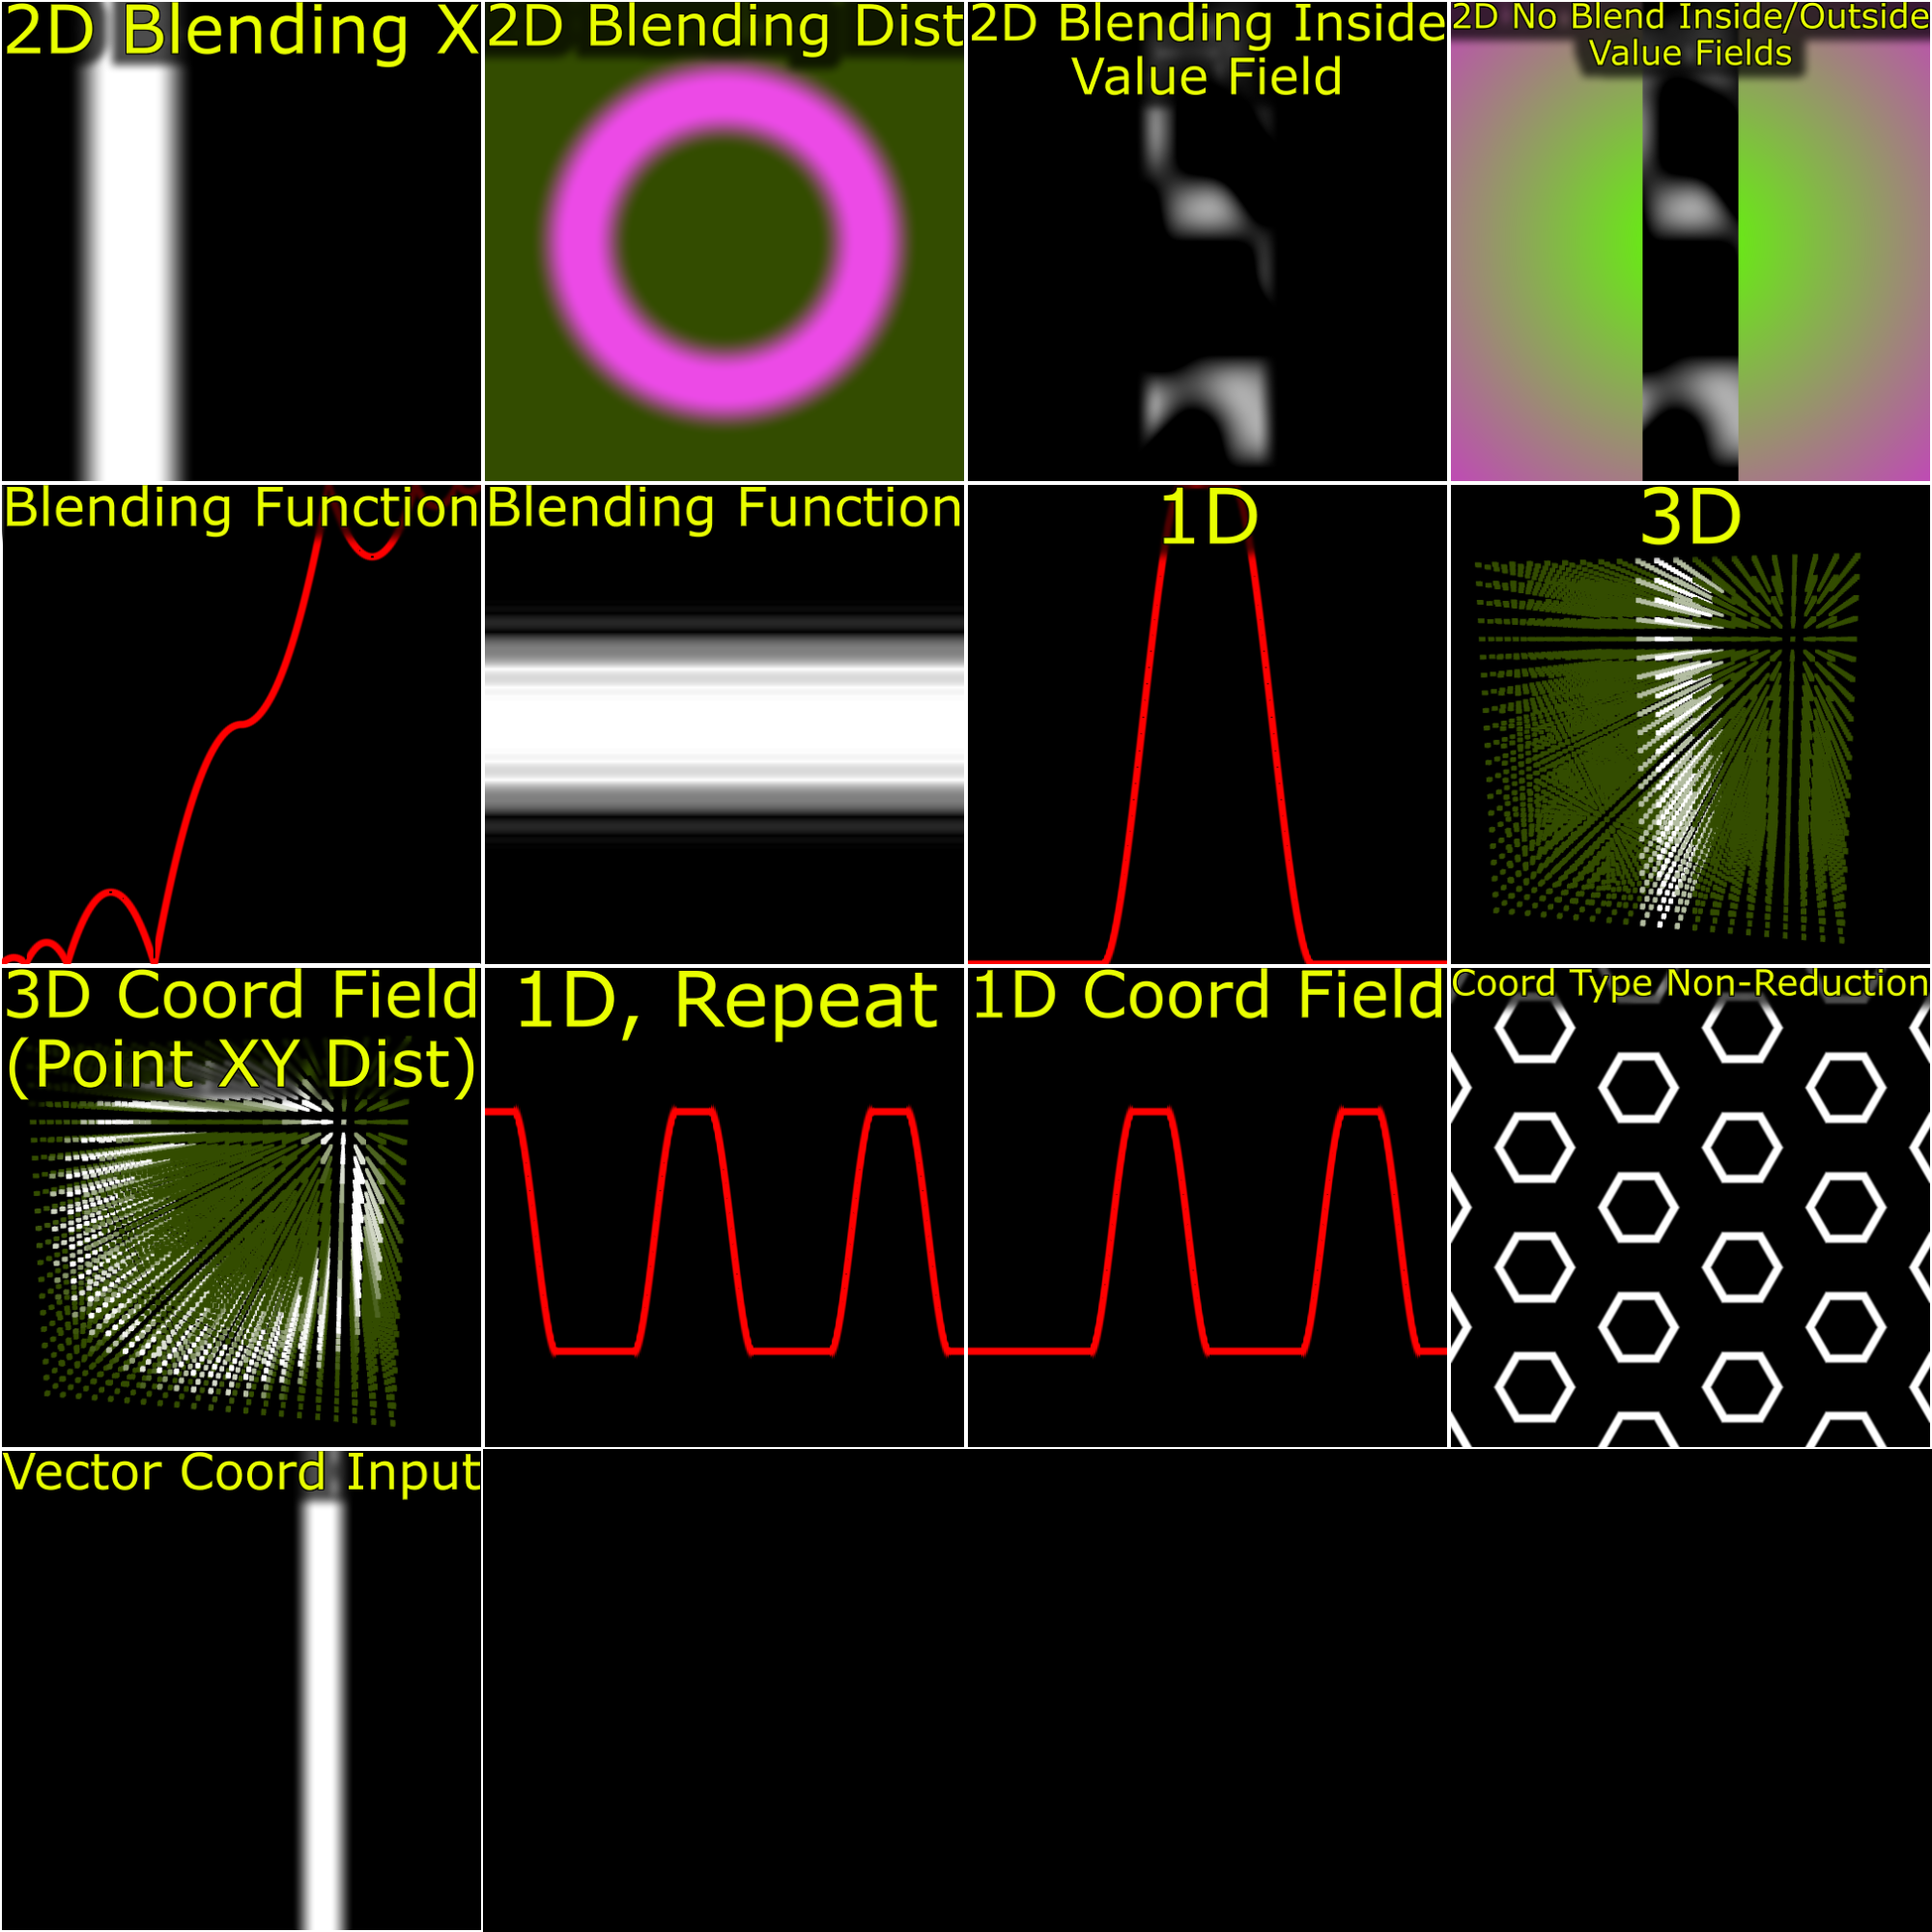 2D Blending X
2D Blending Dist
2D Blending Inside
Value Field
2D No Blend Inside/Outside
Value Fields
Blending Function
Blending Function
1D
3D
3D Coord Field
(Point XY Dist)
1D, Repeat
1D Coord Field
Coord Type Non-Reduction
Vector Coord Input